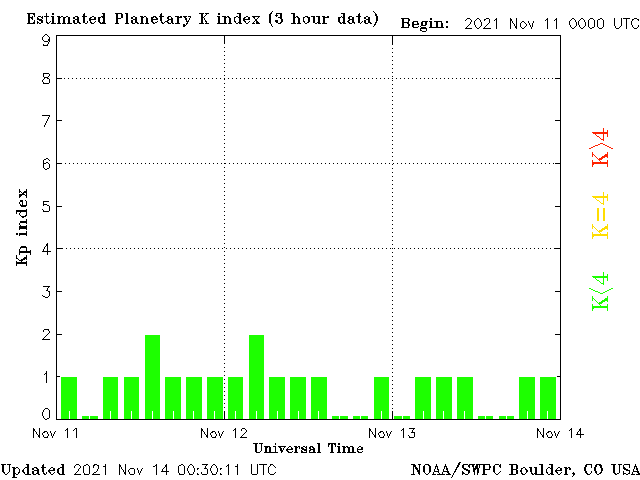 Estimated Planetary K index (3 hour data) Begin: 2021 Nov 11 0000 UTC
9
8
7
6
5
4
3
2
1
0
Kp index
K>4
K=4
K<4
Nov 11 Nov 12 Nov 13 Nov 14
Universal Time
Updated 2021 Nov 14 00:30:11 UTC NOAA/SWPC Boulder, CO USA